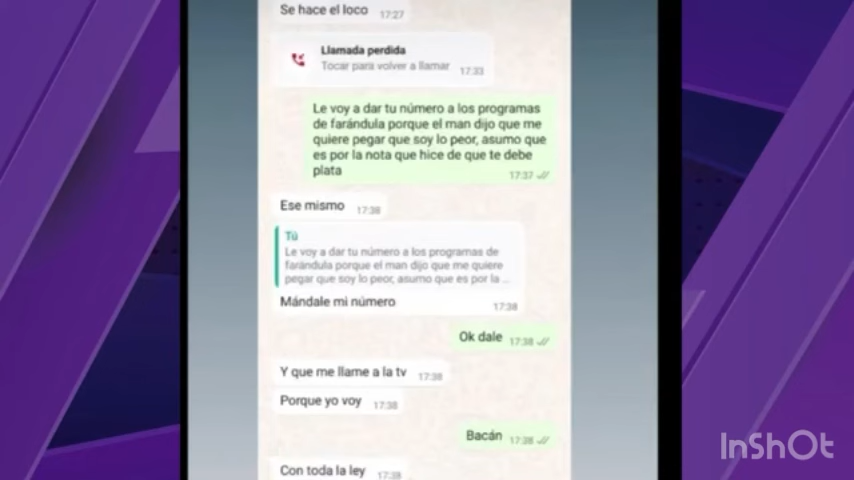 Se hace el loco 17:27
Llamada perdida
Tocar para volver a llamar 17:33
Le voy a dar tu número a los programas
de farándula porque el man dijo que me
quiere pegar que soy lo peor, asumo que
es por la nota que hice de que te debe
plata
17:37
Ese mismo 17:38
Tú
Le voy a dar tu número a los programas de
farándula porque el man dijo que me quiere
pegar que soy lo peor, asumo que es por la ...
Mándale mi número 17:38
Ok dale 17:38
Y que me llame a la tv 17:38
Porque yo voy 17:38
Bacán 17:38
Con toda la ley 17:38
InShOt